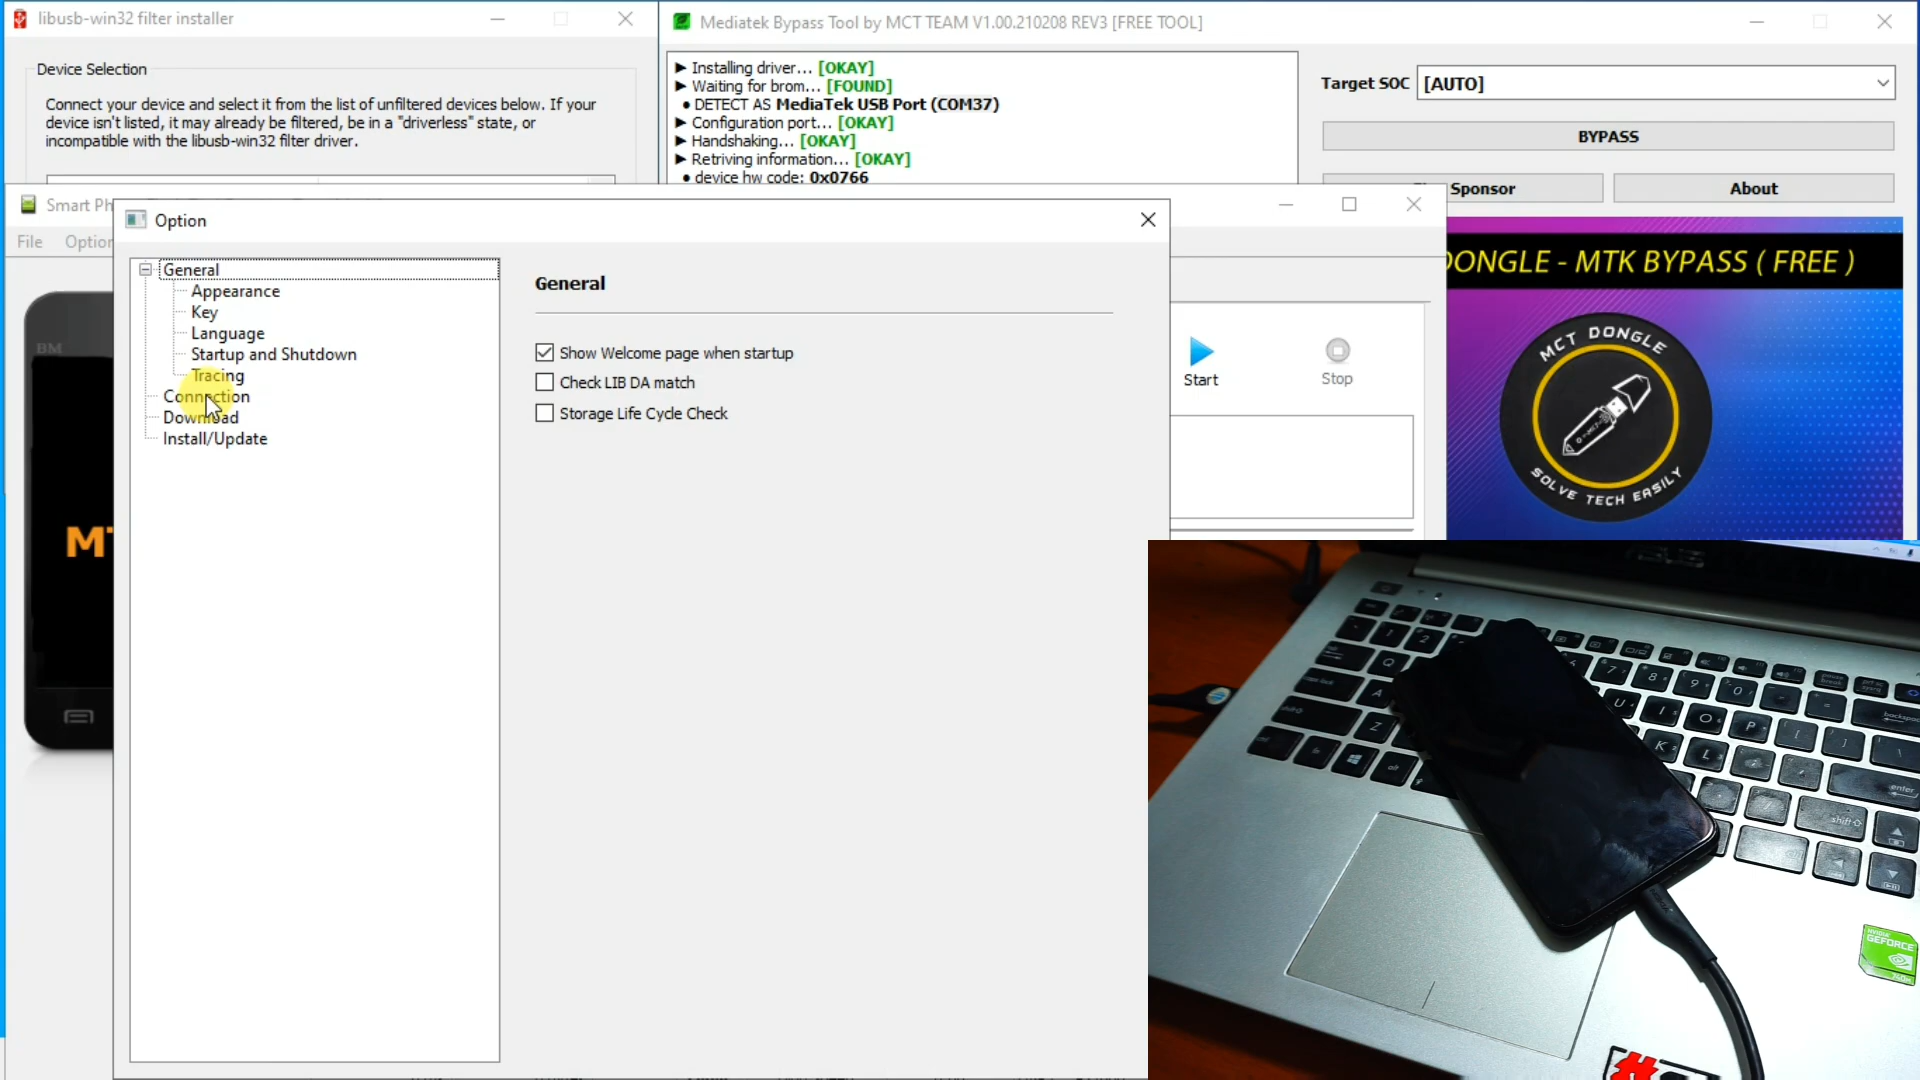 libusb-win32 filter installer
Device Selection
Connect your device and select it from the list of unfiltered devices below. If your
device isn't listed, it may already be filtered, be in a "driverless" state, or
incompatible with the libusb-win32 filter driver.
Mediatek Bypass Tool by MCT TEAM V1.00.210208 REV3 [FREE TOOL]
► Installing driver... [OKAY]
► Waiting for brom... [FOUND]
● DETECT AS MediaTek USB Port (COM37)
► Configuration port... [OKAY]
► Handshaking... [OKAY]
► Retriving information... [OKAY]
● device hw code: 0x0766
Target SOC [AUTO]
BYPASS
Sponsor
About
DONGLE - MTK BYPASS ( FREE )
MCT DONGLE
SOLVE TECH EASILY
Smart Ph
File Option
BM
Start
Stop
Option
General
Appearance
Key
Language
Startup and Shutdown
Tracing
Connection
Download
Install/Update
General
Show Welcome page when startup
Check LIB DA match
Storage Life Cycle Check
NVIDIA
GEFORCE